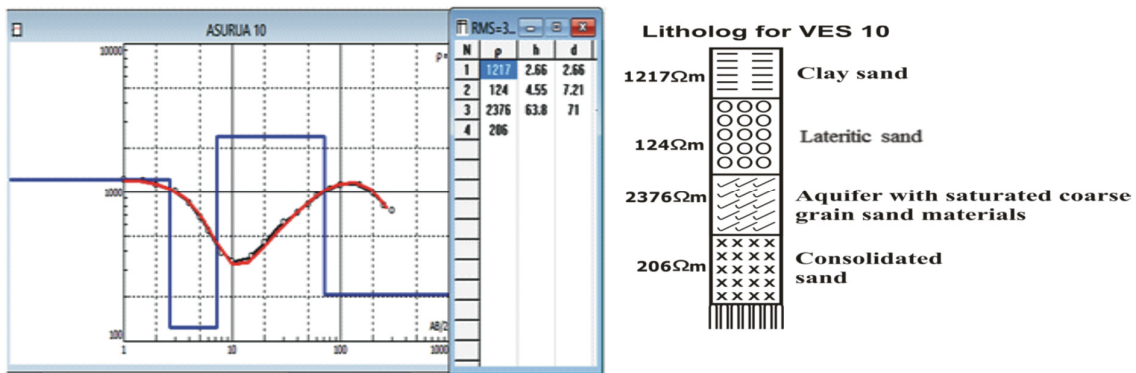 ASURUA 10
10000
ρ=
1000
100
1
10
100
1000
AB/2
RMS=3...
N ρ h d
1 1217 2.66 2.66
2 124 4.55 7.21
3 2376 63.8 71
4 206
Litholog for VES 10
1217Ωm Clay sand
124Ωm Lateritic sand
2376Ωm Aquifer with saturated coarse
grain sand materials
206Ωm Consolidated
sand